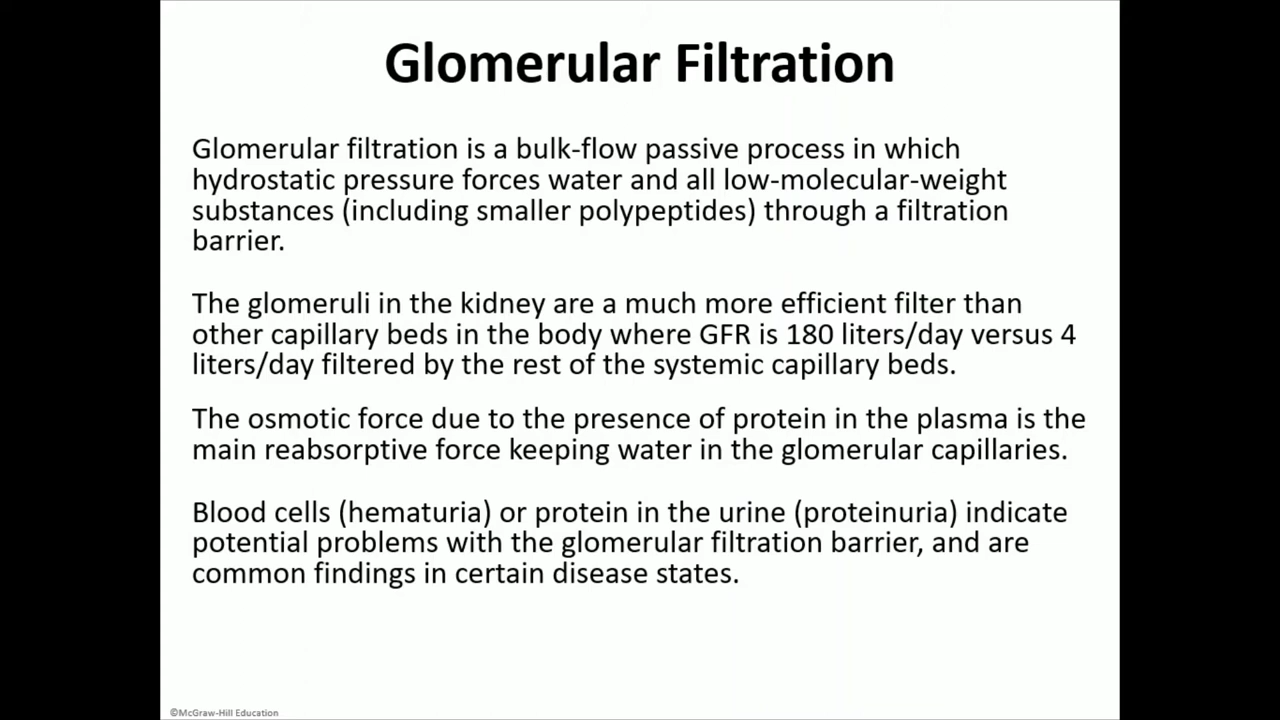 Glomerular Filtration
Glomerular filtration is a bulk-flow passive process in which
hydrostatic pressure forces water and all low-molecular-weight
substances (including smaller polypeptides) through a filtration
barrier.
The glomeruli in the kidney are a much more efficient filter than
other capillary beds in the body where GFR is 180 liters/day versus 4
liters/day filtered by the rest of the systemic capillary beds.
The osmotic force due to the presence of protein in the plasma is the
main reabsorptive force keeping water in the glomerular capillaries.
Blood cells (hematuria) or protein in the urine (proteinuria) indicate
potential problems with the glomerular filtration barrier, and are
common findings in certain disease states.
©McGraw-Hill Education